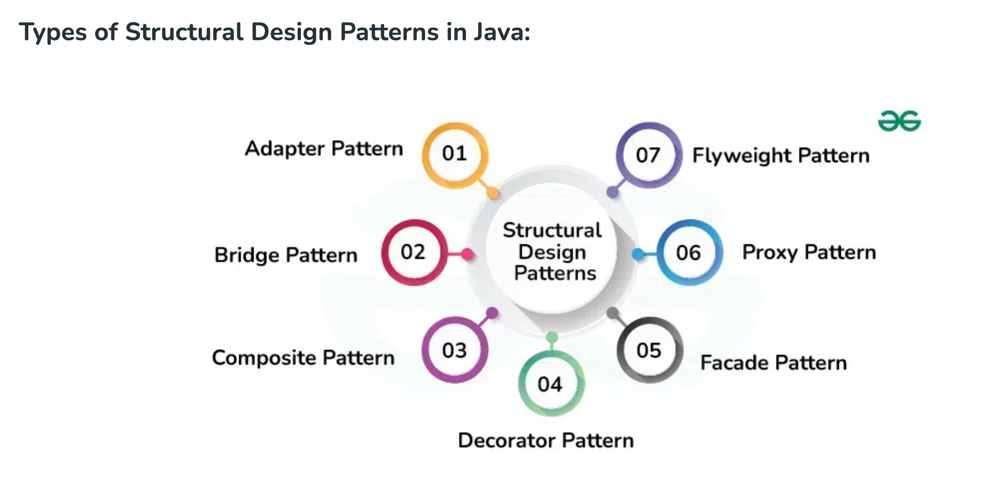 Types of Structural Design Patterns in Java:
Adapter Pattern
01
07
Flyweight Pattern
Bridge Pattern
02
Structural
Design
Patterns
06
Proxy Pattern
Composite Pattern
03
04
05
Facade Pattern
Decorator Pattern